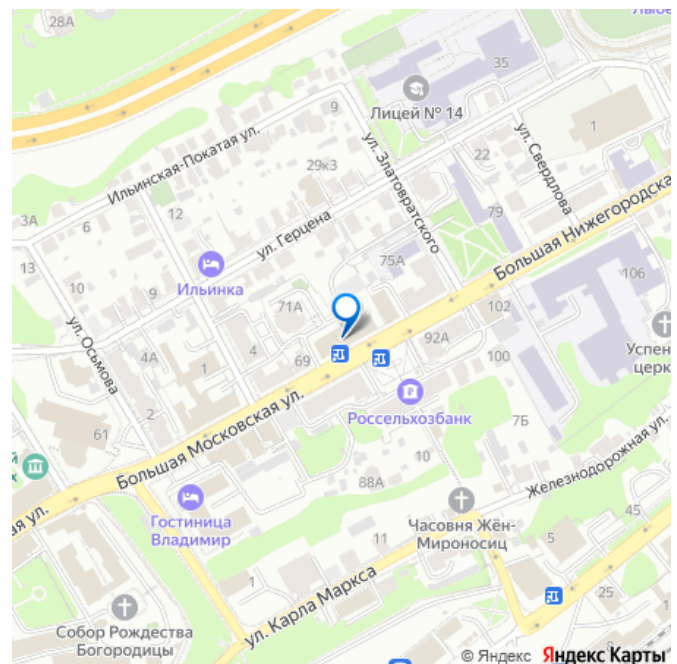 28А
Лыбе
35
Лицей № 14
9
Ильинская-Покатая ул.
ул. Златовратского
ул. Свердлова
1
29к3
22
3А
6
12
ул. Герцена
79
Большая Нижегородска
13
10
9
Ильинка
75А
106
71А
102
ул. Осьмова
4А
1
4
69
92А
100
Успен
церк
2
61
Большая Московская ул.
Россельхозбанк
7Б
й
х
10
88А
Железнодорожная ул.
ая ул.
Гостиница
Владимир
Часовня Жён-
Мироносиц
45
11
5
1
ул. Карла Маркса
25
Собор Рождества
Богородицы
© Яндекс Яндекс Карты